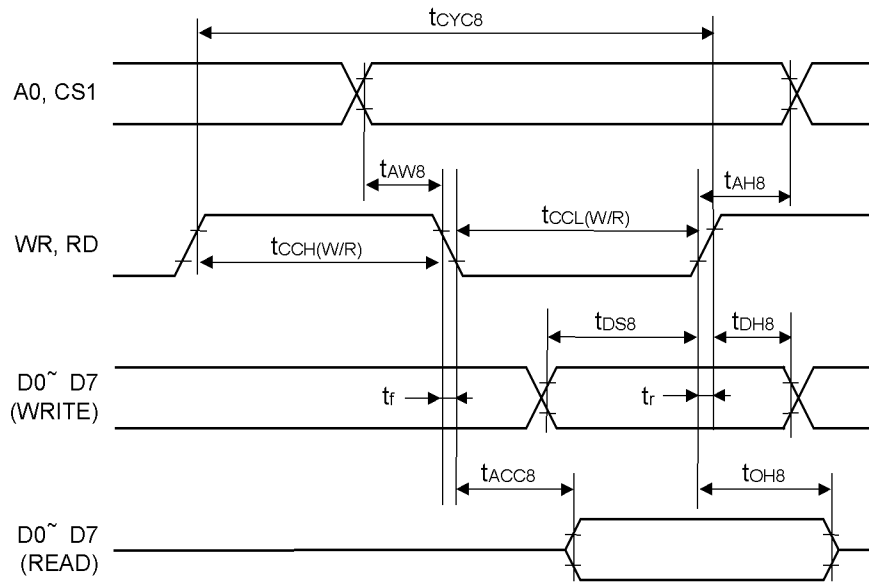 tCYC8
A0, CS1
tAW8
tAH8
WR, RD
tCCH(W/R)
tCCL(W/R)
tDS8
tDH8
D0~ D7
(WRITE)
tf
tr
tACC8
tOH8
D0~ D7
(READ)